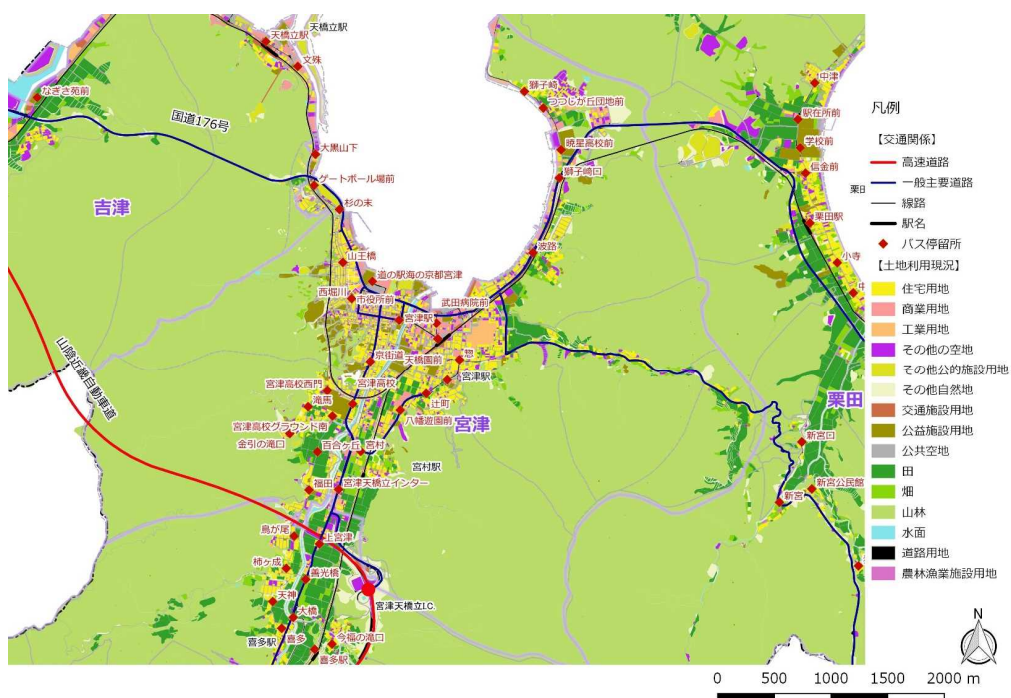 天橋立駅
天橋立駅
文殊
なぎさ苑前
国道176号
大黒山下
ゲートボール場前
杉の末
吉津
山王橋
道の駅海の京都宮津
西堀川
市役所前
武田病院前
宮津駅
京街道
天橋園前
惣
宮津駅
宮津高校
宮津高校西門
滝馬
辻町
八幡遊園前
宮津
宮津高校グラウンド南
金引の滝口
百合ケ丘
宮村
宮村駅
福田
宮津天橋立インター
山陰近畿自動車道
鳥が尾
上宮津
柿ケ成
善光橋
天神
宮津天橋立I.C.
大橋
喜多駅
喜多
今福の滝口
喜多駅
獅子崎
つつじが丘団地前
暁星高校前
獅子崎口
波路
中津
駅在所前
学校前
信金前
栗田
栗田駅
小寺
中
栗田
新宮口
新宮公民館
新宮
凡例
【交通関係】
高速道路
一般主要道路
線路
駅名
バス停留所
【土地利用現況】
住宅用地
商業用地
工業用地
その他の空地
その他公的施設用地
その他自然地
交通施設用地
公益施設用地
公共空地
田
畑
山林
水面
道路用地
農林漁業施設用地
N
0 500 1000 1500 2000 m